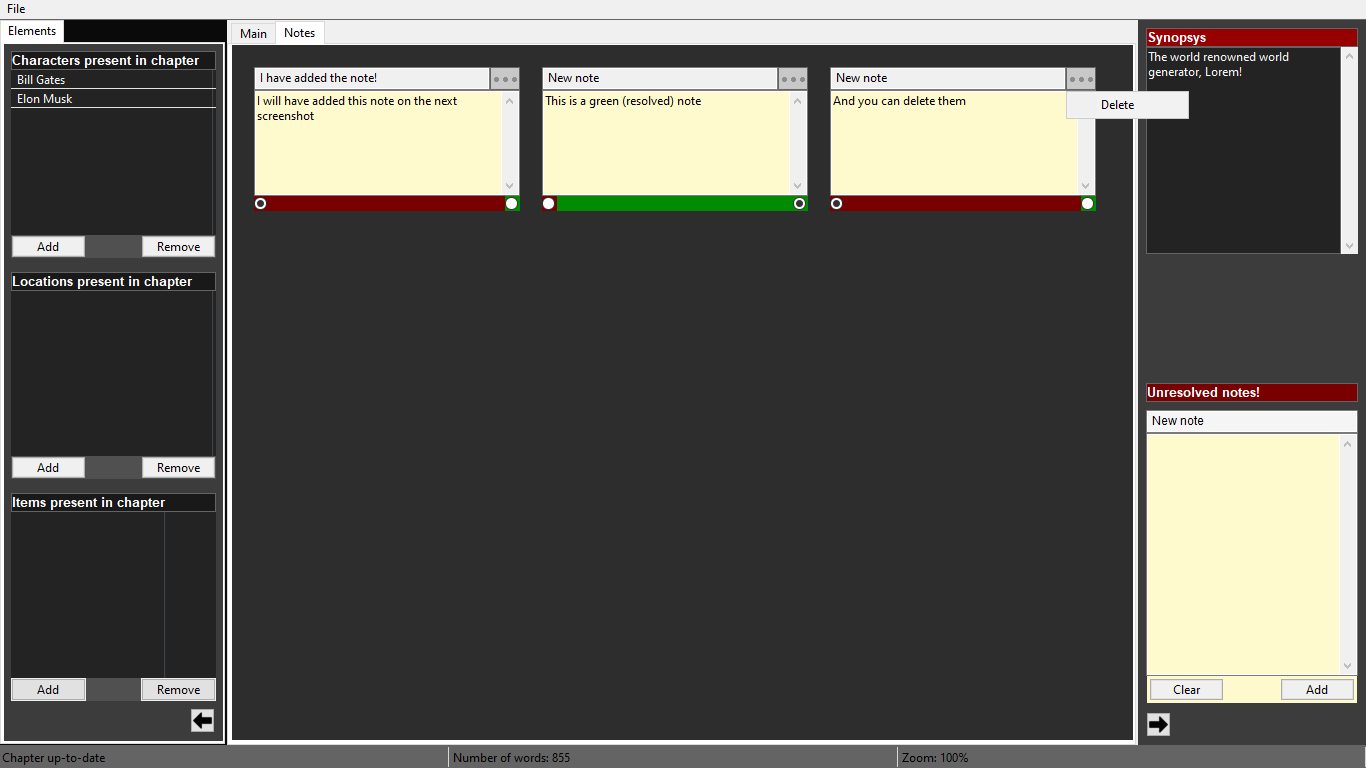 File
Elements
Characters present in chapter
Bill Gates
Elon Musk
Add
Remove
Locations present in chapter
Add
Remove
Items present in chapter
Add
Remove
Main
Notes
I have added the note!
I will have added this note on the next
screenshot
New note
This is a green (resolved) note
New note
And you can delete them
Delete
Synopsys
The world renowned world
generator, Lorem!
Unresolved notes!
New note
Clear
Add
Chapter up-to-date
Number of words: 855
Zoom: 100%